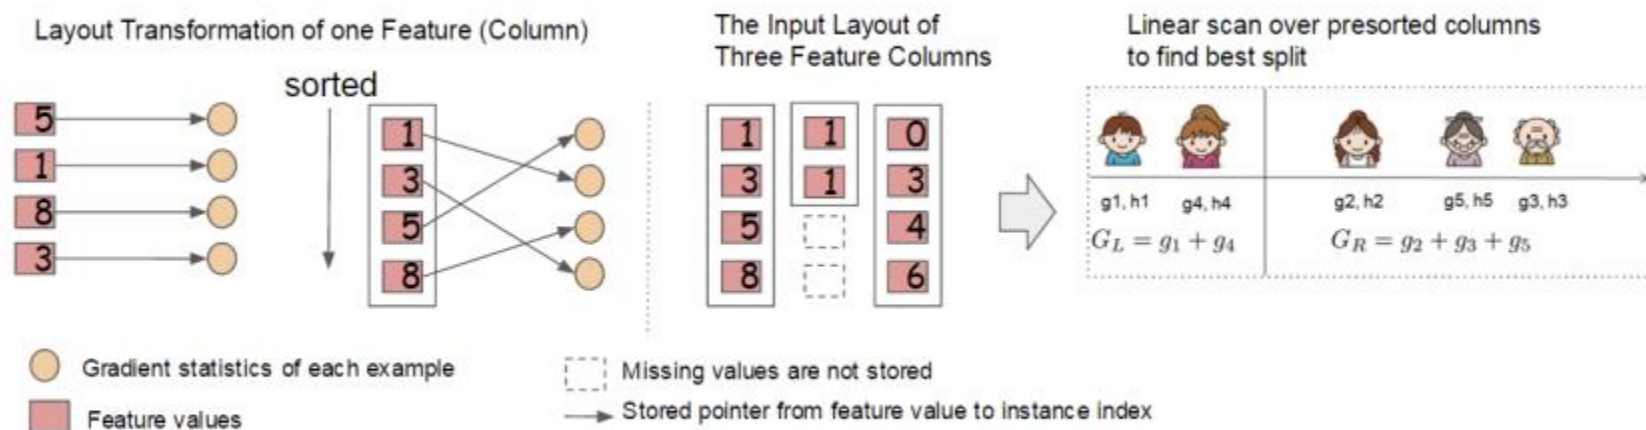 Layout Transformation of one Feature (Column)
sorted
5
1
8
3
1
3
5
8
The Input Layout of
Three Feature Columns
1
3
5
8
1
1
0
3
4
6
Linear scan over presorted columns
to find best split
g1, h1 g4, h4 g2, h2 g5, h5 g3, h3
G_L = g_1 + g_4 G_R = g_2 + g_3 + g_5
Gradient statistics of each example
Feature values
Missing values are not stored
Stored pointer from feature value to instance index